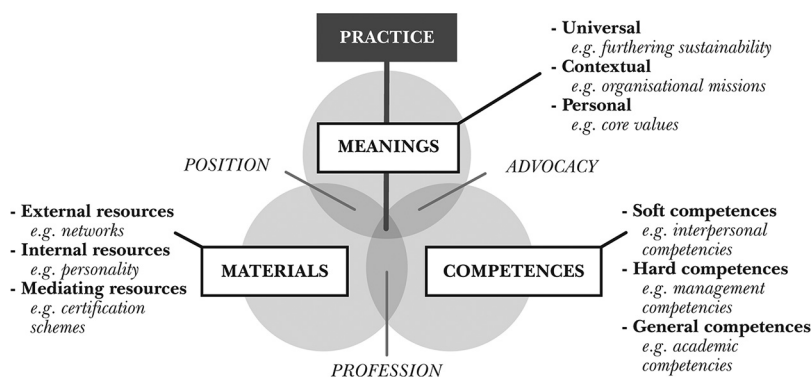 PRACTICE
- Universal
e.g. furthering sustainability
- Contextual
e.g. organisational missions
- Personal
e.g. core values
MEANINGS
POSITION
ADVOCACY
- External resources
e.g. networks
- Internal resources
e.g. personality
- Mediating resources
e.g. certification
schemes
MATERIALS
COMPETENCES
- Soft competences
e.g. interpersonal
competencies
- Hard competences
e.g. management
competencies
- General competences
e.g. academic
competencies
PROFESSION